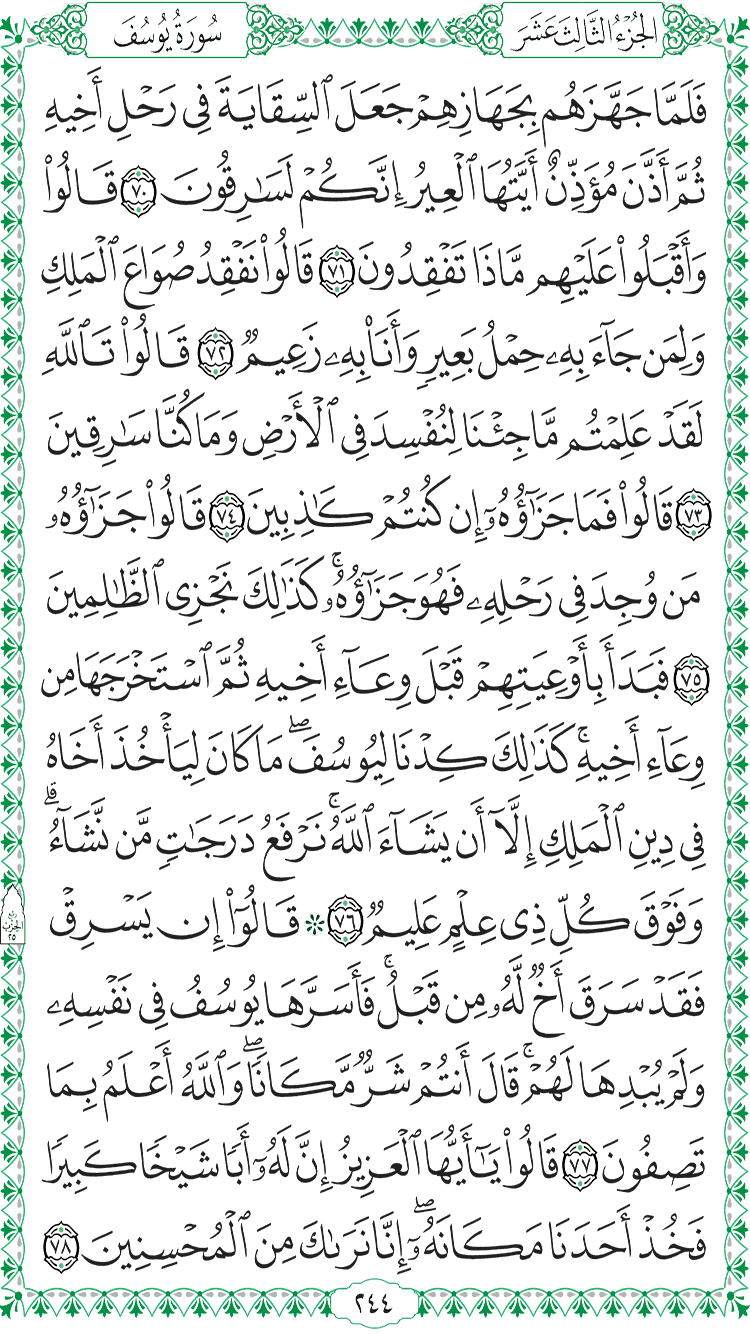 الجُزْءُ الثَّالِثَ عَشَرَ
سُورَةُ يُوسُفَ
فَلَمَّا جَهَّزَهُم بِجَهَازِهِمۡ جَعَلَ ٱلسِّقَايَةَ فِي رَحۡلِ أَخِيهِ
ثُمَّ أَذَّنَ مُؤَذِّنٌ أَيَّتُهَا ٱلۡعِيرُ إِنَّكُمۡ لَسَٰرِقُونَ ٧٠ قَالُواْ
وَأَقۡبَلُواْ عَلَيۡهِم مَّاذَا تَفۡقِدُونَ ٧١ قَالُواْ نَفۡقِدُ صُوَاعَ ٱلۡمَلِكِ
وَلِمَن جَآءَ بِهِۦ حِمۡلُ بَعِيرٖ وَأَنَا۠ بِهِۦ زَعِيمٞ ٧٢ قَالُواْ تَٱللَّهِ
لَقَدۡ عَلِمۡتُم مَّا جِئۡنَا لِنُفۡسِدَ فِي ٱلۡأَرۡضِ وَمَا كُنَّا سَٰرِقِينَ
٧٣ قَالُواْ فَمَا جَزَٰٓؤُهُۥٓ إِن كُنتُمۡ كَٰذِبِينَ ٧٤ قَالُواْ جَزَٰٓؤُهُۥ
مَن وُجِدَ فِي رَحۡلِهِۦ فَهُوَ جَزَٰٓؤُهُۥۚ كَذَٰلِكَ نَجۡزِي ٱلظَّٰلِمِينَ
٧٥ فَبَدَأَ بِأَوۡعِيَتِهِمۡ قَبۡلَ وِعَآءِ أَخِيهِ ثُمَّ ٱسۡتَخۡرَجَهَا مِن
وِعَآءِ أَخِيهِۚ كَذَٰلِكَ كِدۡنَا لِيُوسُفَۖ مَا كَانَ لِيَأۡخُذَ أَخَاهُ
فِي دِينِ ٱلۡمَلِكِ إِلَّآ أَن يَشَآءَ ٱللَّهُۚ نَرۡفَعُ دَرَجَٰتٖ مَّن نَّشَآءُۗ
وَفَوۡقَ كُلِّ ذِي عِلۡمٍ عَلِيمٞ ٧٦ ۞ قَالُوٓاْ إِن يَسۡرِقۡ
فَقَدۡ سَرَقَ أَخٞ لَّهُۥ مِن قَبۡلُۚ فَأَسَرَّهَا يُوسُفُ فِي نَفۡسِهِۦ
وَلَمۡ يُبۡدِهَا لَهُمۡۚ قَالَ أَنتُمۡ شَرّٞ مَّكَانٗاۖ وَٱللَّهُ أَعۡلَمُ بِمَا
تَصِفُونَ ٧٧ قَالُواْ يَٰٓأَيُّهَا ٱلۡعَزِيزُ إِنَّ لَهُۥٓ أَبٗا شَيۡخٗا كَبِيرٗا
فَخُذۡ أَحَدَنَا مَكَانَهُۥٓۖ إِنَّا نَرَىٰكَ مِنَ ٱلۡمُحۡسِنِينَ ٧٨
ربع
الحزب
٢٥
٢٤٤